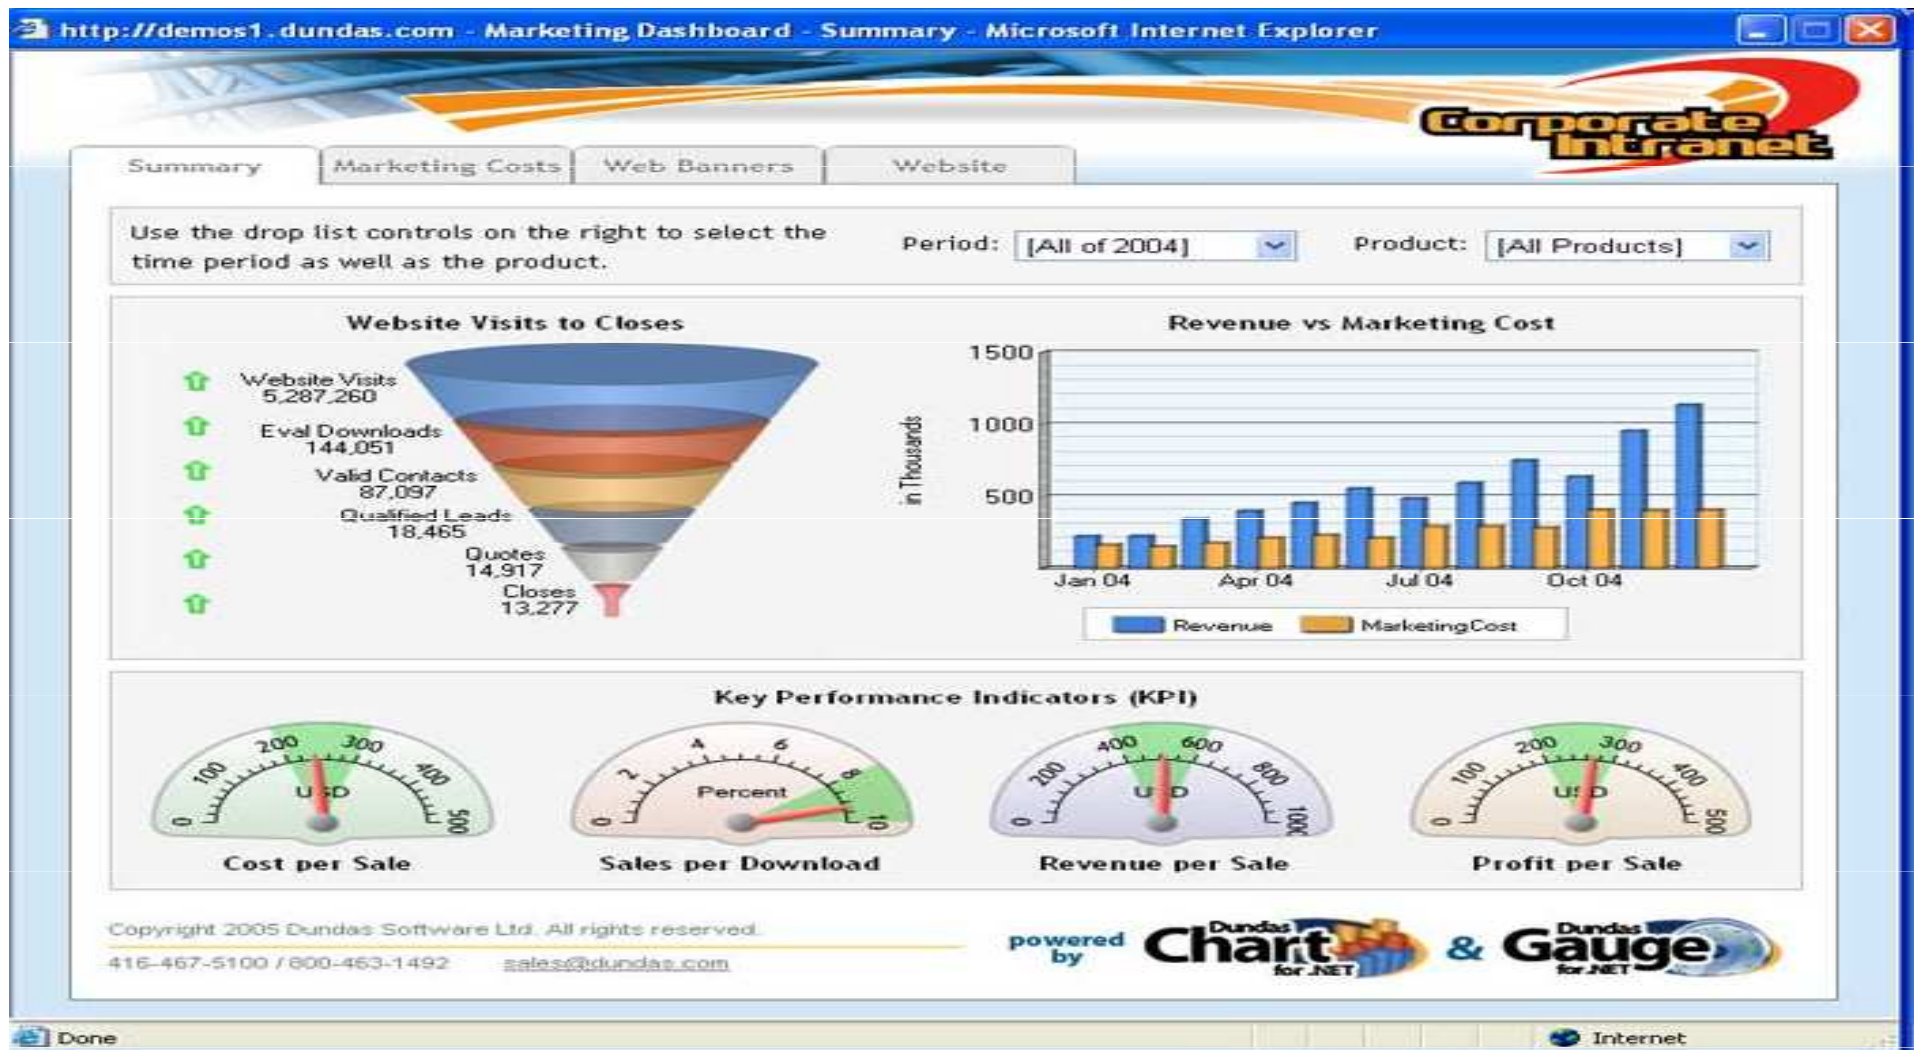 http://demos1.dundas.com - Marketing Dashboard - Summary - Microsoft Internet Explorer
Corporate
Intranet
Summary
Marketing Costs
Web Banners
Website
Use the drop list controls on the right to select the
time period as well as the product.
Period: [All of 2004]
Product: [All Products]
Website Visits to Closes
Website Visits
5,287,260
Eval Downloads
144,051
Valid Contacts
87,097
Qualified Leads
18,465
Quotes
14,917
Closes
13,277
Revenue vs Marketing Cost
in Thousands
1500
1000
500
Jan 04
Apr 04
Jul 04
Oct 04
Revenue
MarketingCost
Key Performance Indicators (KPI)
0 100 200 300 400 500
USD
Cost per Sale
0 2 4 6 8 10
Percent
Sales per Download
0 200 400 600 800 1000
USD
Revenue per Sale
0 100 200 300 400 500
USD
Profit per Sale
Copyright 2005 Dundas Software Ltd. All rights reserved.
416-467-5100 / 800-463-1492
sales@dundas.com
powered
by
Dundas
Chart
for .NET
&
Dundas
Gauge
for .NET
Done
Internet